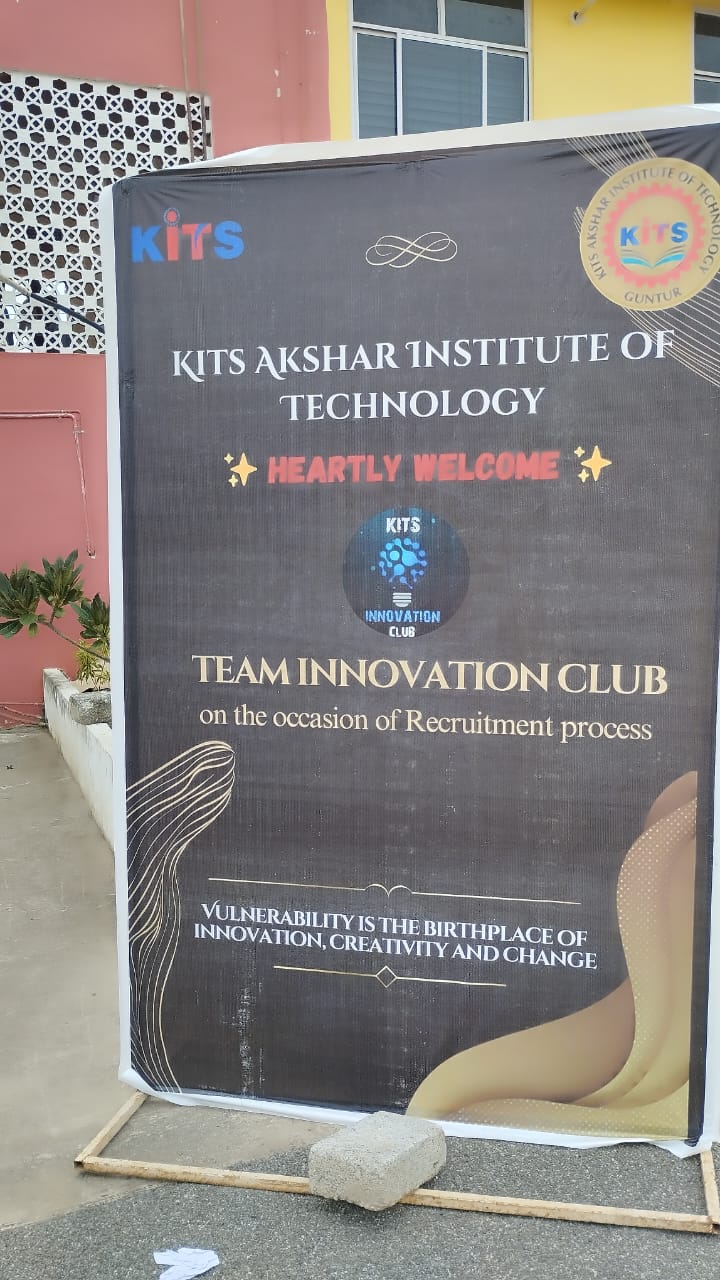 KiTS
KITS AKSHAR INSTITUTE OF TECHNOLOGY
KiTS
GUNTUR
KITS AKSHAR INSTITUTE OF
TECHNOLOGY
HEARTLY WELCOME
KITS
INNOVATION
CLUB
TEAM INNOVATION CLUB
on the occasion of Recruitment process
VULNERABILITY IS THE BIRTHPLACE OF
INNOVATION, CREATIVITY AND CHANGE